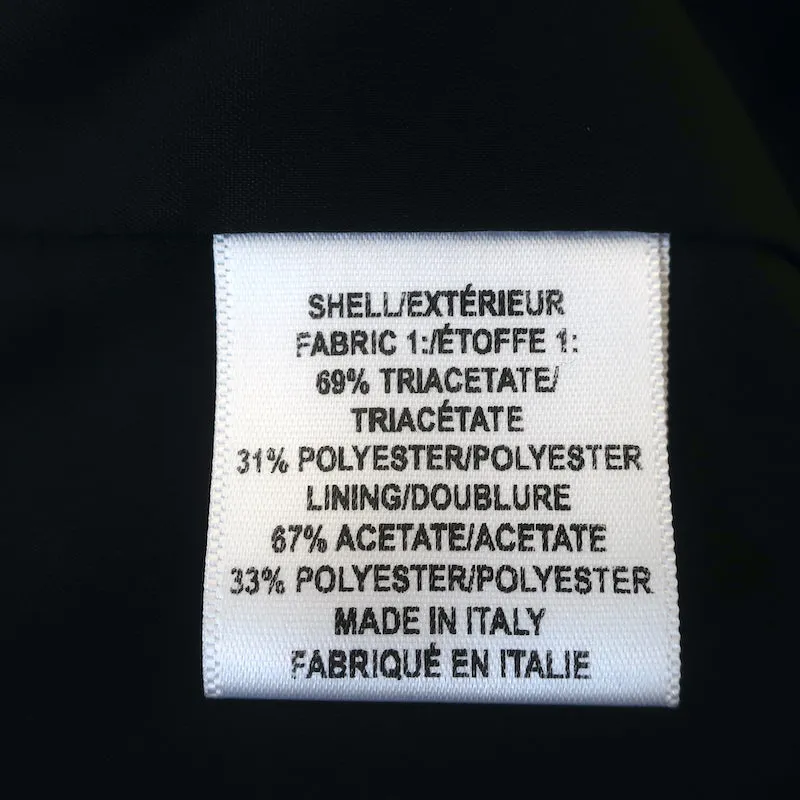 SHELL/EXTÉRIEUR
FABRIC 1:/ÉTOFFE 1:
69% TRIACETATE/
TRIACÉTATE
31% POLYESTER/POLYESTER
LINING/DOUBLURE
67% ACETATE/ACETATE
33% POLYESTER/POLYESTER
MADE IN ITALY
FABRIQUÉ EN ITALIE